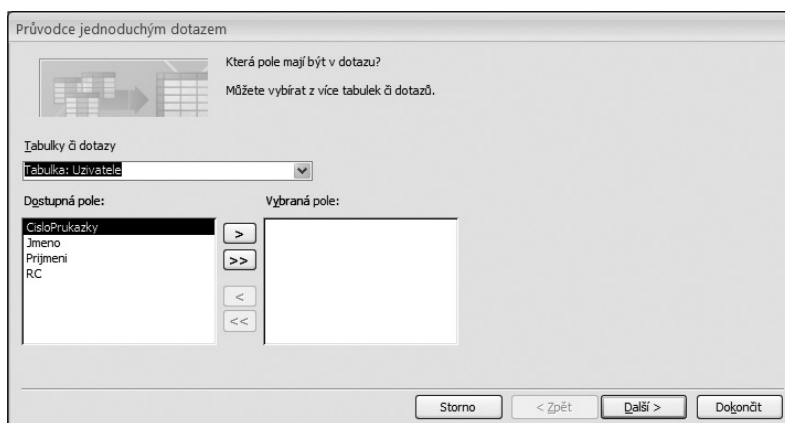 Průvodce jednoduchým dotazem
Která pole mají být v dotazu?
Můžete vybírat z více tabulek či dotazů.
Tabulky či dotazy
Tabulka: Uzivatele
Dostupná pole:
Vybraná pole:
CisloPrukazky
Jmeno
Prijmeni
RC
>
>>
<
<<
Storno
< Zpět
Další >
Dokončit